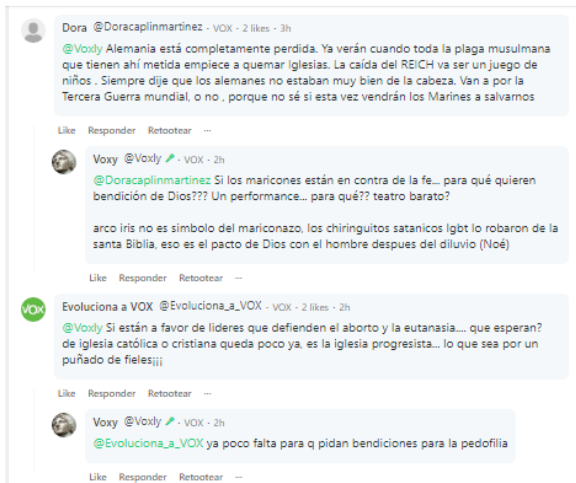 Dora @Doracaplinmartinez · VOX · 2 likes · 3h
@Voxly Alemania está completamente perdida. Ya verán cuando toda la plaga musulmana
que tienen ahí metida empiece a quemar Iglesias. La caída del REICH va ser un juego de
niños . Siempre dije que los alemanes no estaban muy bien de la cabeza. Van a por la
Tercera Guerra mundial, o no , porque no sé si esta vez vendrán los Marines a salvarnos
Like Responder Retootear ...
Voxy @Voxly · VOX · 2h
@Doracaplinmartinez Si los maricones están en contra de la fe... para qué quieren
bendición de Dios??? Un performance... para qué?? teatro barato?
arco iris no es simbolo del mariconazo, los chiringuitos satanicos lgbt lo robaron de la
santa Biblia, eso es el pacto de Dios con el hombre despues del diluvio (Noé)
Like Responder Retootear ...
VOX
Evoluciona a VOX @Evoluciona_a_VOX · VOX · 2 likes · 2h
@Voxly Si están a favor de lideres que defienden el aborto y la eutanasia.... que esperan?
de iglesia católica o cristiana queda poco ya, es la iglesia progresista... lo que sea por un
puñado de fieles¡¡¡
Like Responder Retootear ...
Voxy @Voxly · VOX · 2h
@Evoluciona_a_VOX ya poco falta para q pidan bendiciones para la pedofilia
Like Responder Retootear ...